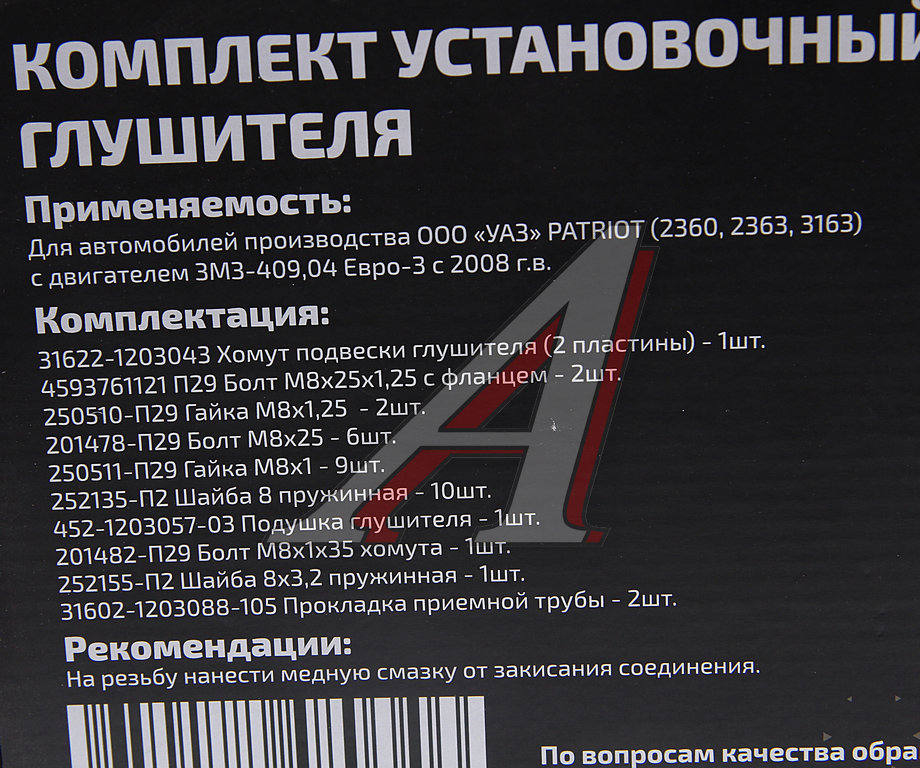 КОМПЛЕКТ УСТАНОВОЧНЫЙ
ГЛУШИТЕЛЯ
Применяемость:
Для автомобилей производства ООО «УАЗ» PATRIOT (2360, 2363, 3163)
с двигателем ЗМЗ-409,04 Евро-3 с 2008 г.в.
Комплектация:
31622-1203043 Хомут подвески глушителя (2 пластины) - 1шт.
4593761121 П29 Болт М8х25х1,25 с фланцем - 2шт.
250510-П29 Гайка М8х1,25 - 2шт.
201478-П29 Болт М8х25 - 6шт.
250511-П29 Гайка М8х1 - 9шт.
252135-П2 Шайба 8 пружинная - 10шт.
452-1203057-03 Подушка глушителя - 1шт.
201482-П29 Болт М8х1х35 хомута - 1шт.
252155-П2 Шайба 8х3,2 пружинная - 1шт.
31602-1203088-105 Прокладка приемной трубы - 2шт.
Рекомендации:
На резьбу нанести медную смазку от закисания соединения.
По вопросам качества обра